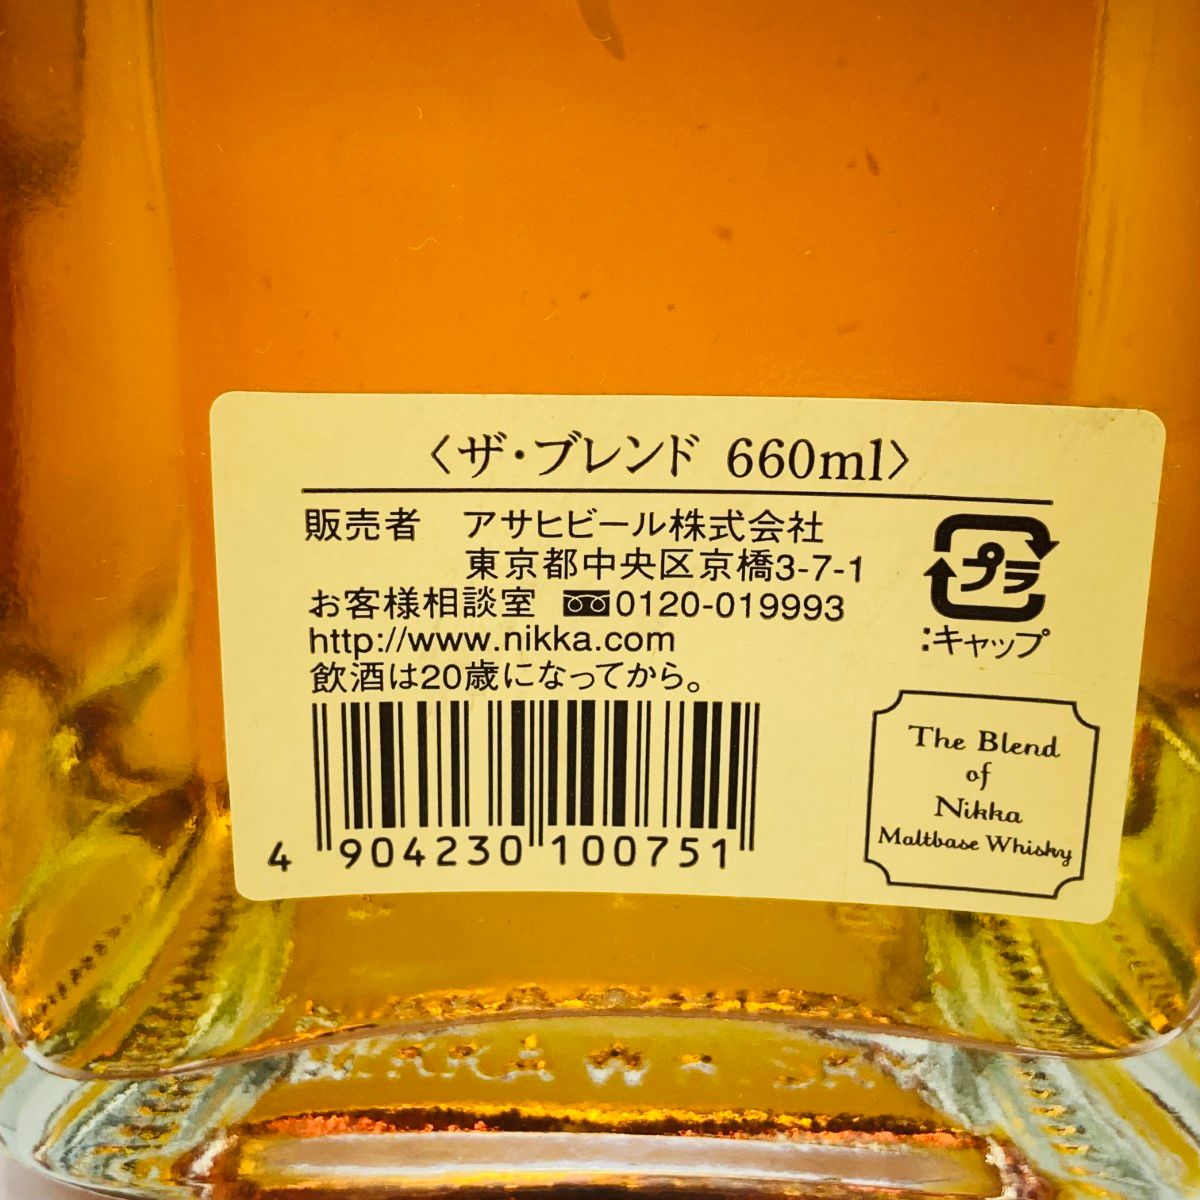 〈ザ・ブレンド 660ml〉
販売者 アサヒビール株式会社
東京都中央区京橋3-7-1
お客様相談室 0120-019993
http://www.nikka.com
飲酒は20歳になってから。
4 904230 100751
プラ
:キャップ
The Blend
of
Nikka
Maltbase Whisky
NIKKA WHISKY